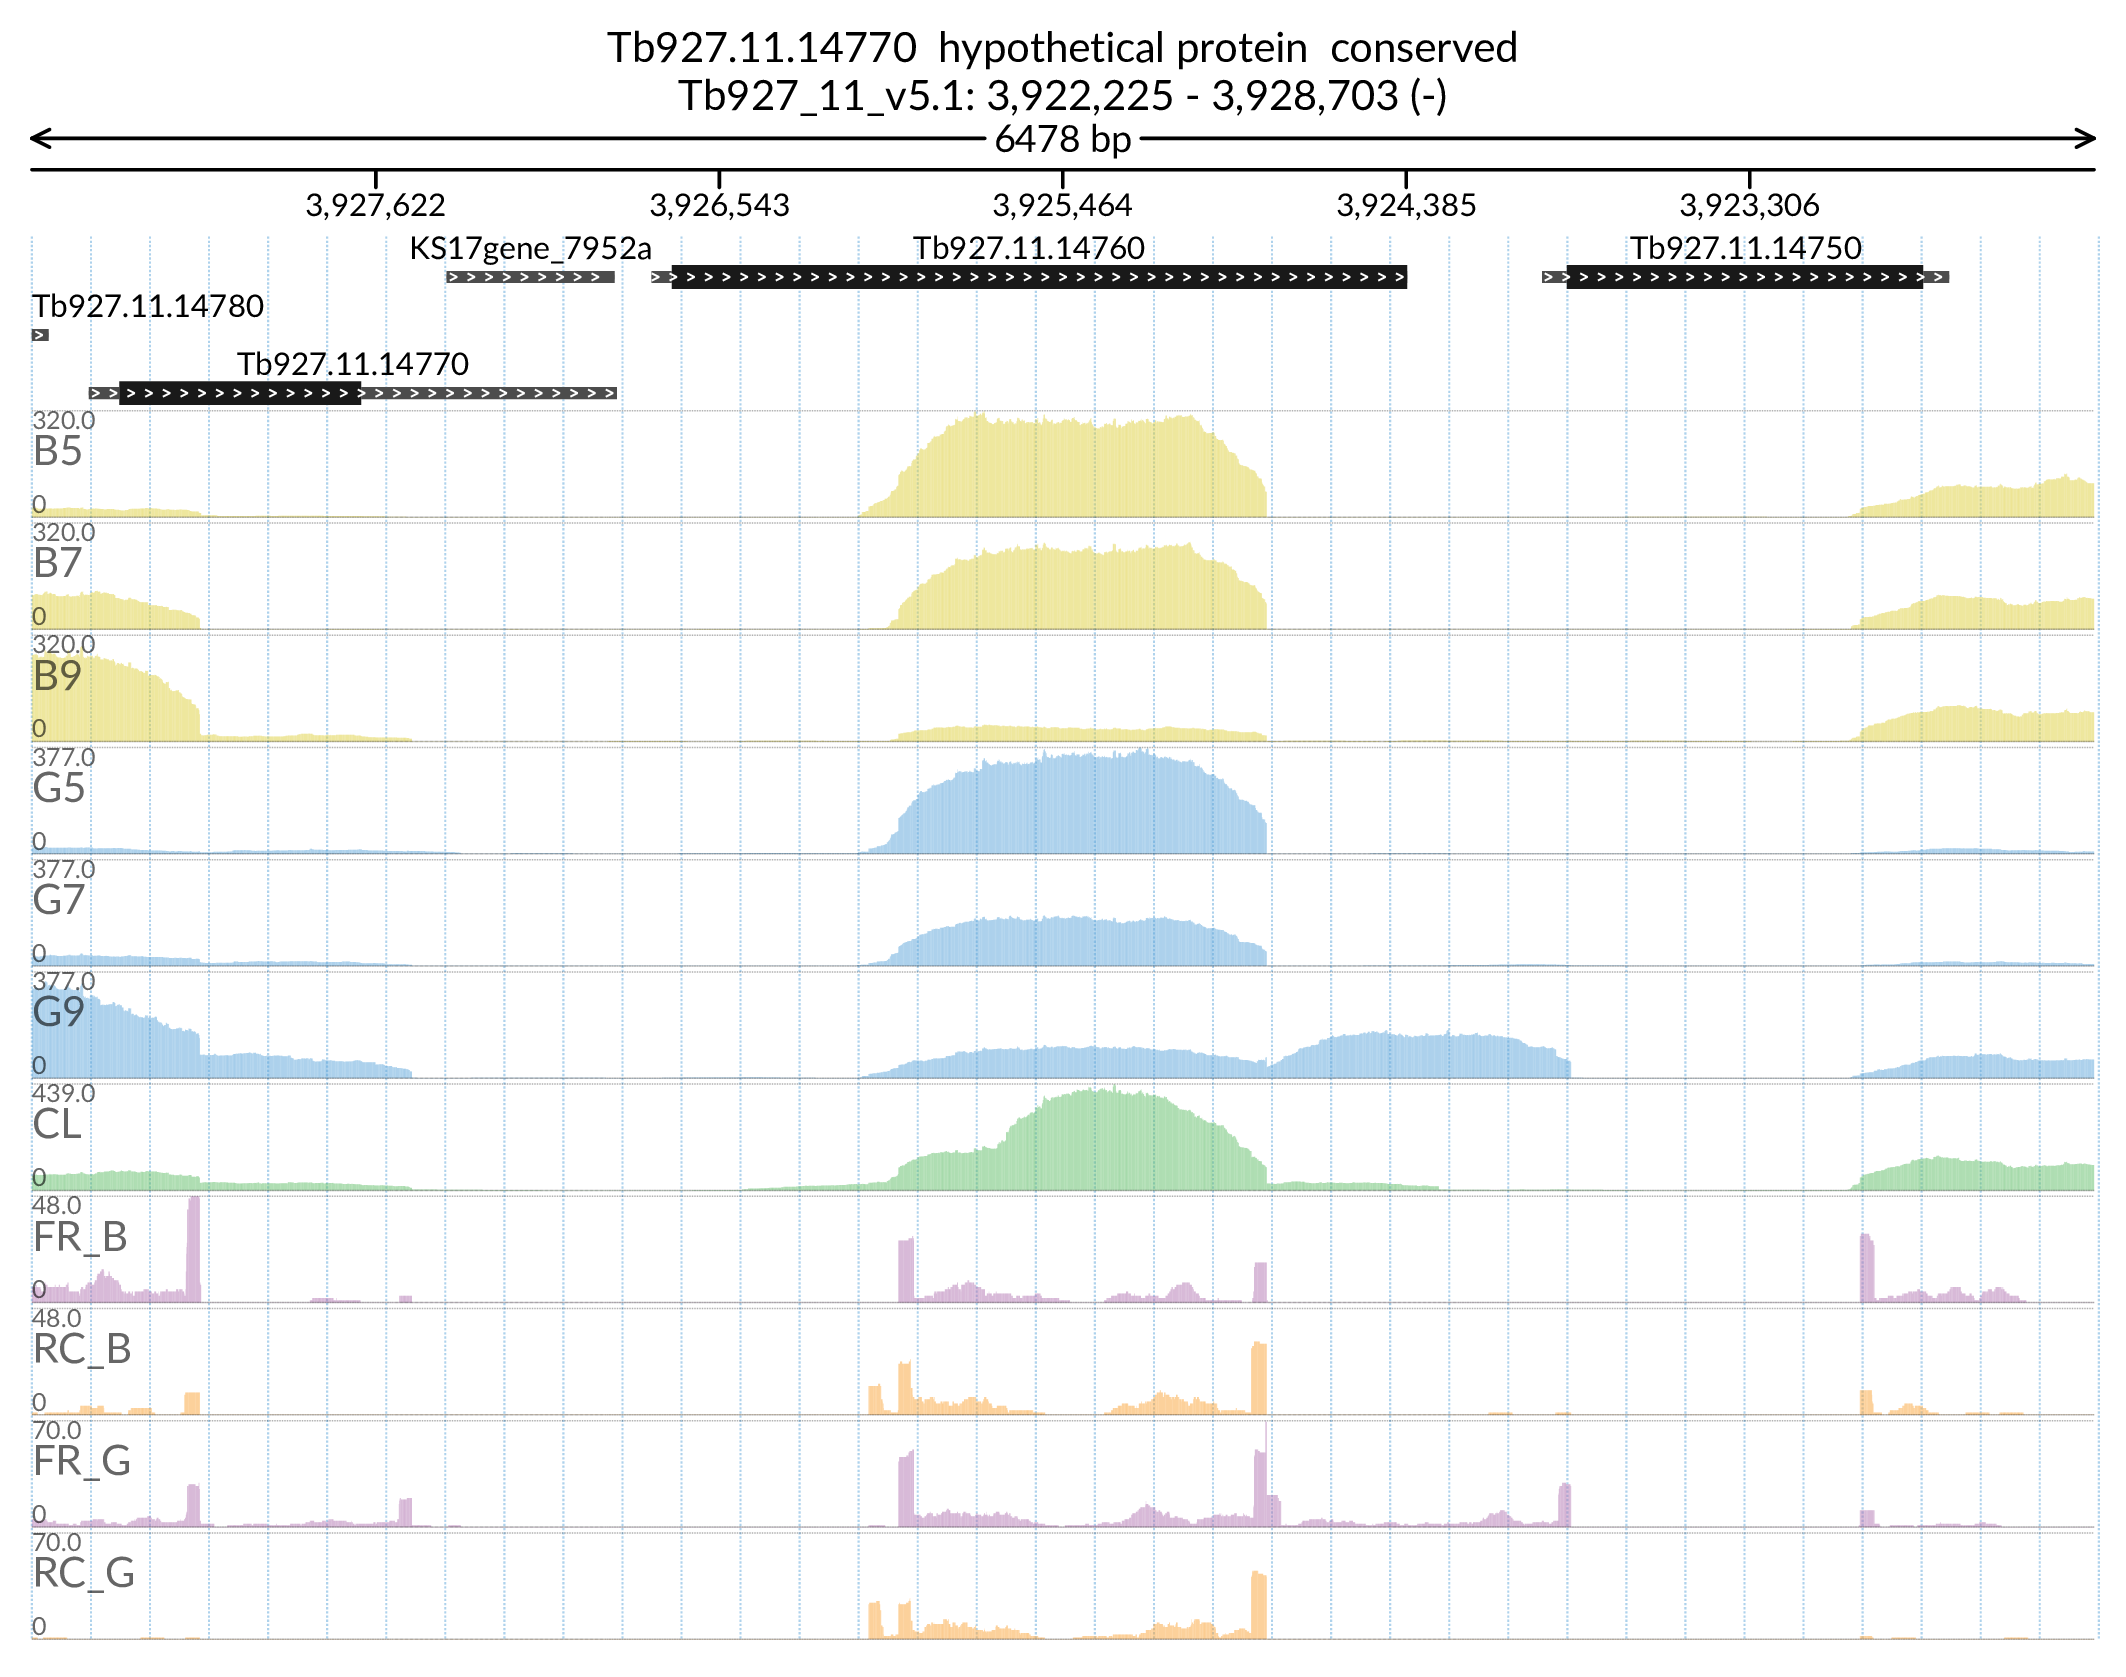 Tb927.11.14770  hypothetical protein  conserved
Tb927_11_v5.1: 3,922,225 - 3,928,703 (-)
6478 bp
3,927,622 3,926,543 3,925,464 3,924,385 3,923,306
KS17gene_7952a Tb927.11.14760 Tb927.11.14750
Tb927.11.14780
Tb927.11.14770
320.0
B5
0
320.0
B7
0
320.0
B9
0
377.0
G5
0
377.0
G7
0
377.0
G9
0
439.0
CL
0
48.0
FR_B
0
48.0
RC_B
0
70.0
FR_G
0
70.0
RC_G
0